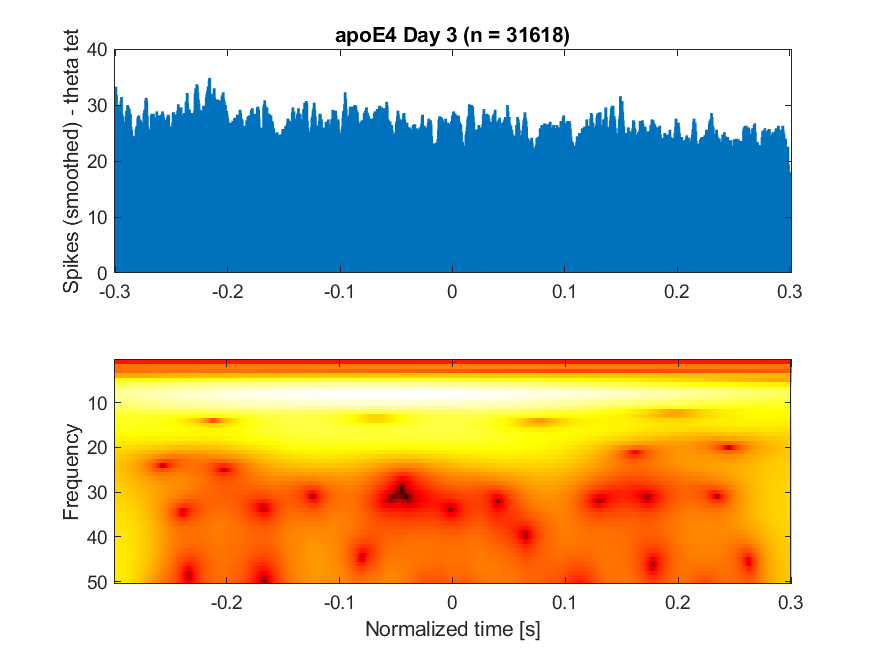 apoE4 Day 3 (n = 31618)
Spikes (smoothed) - theta tet
40
30
20
10
0
-0.3 -0.2 -0.1 0 0.1 0.2 0.3
Frequency
10
20
30
40
50
-0.2 -0.1 0 0.1 0.2 0.3
Normalized time [s]